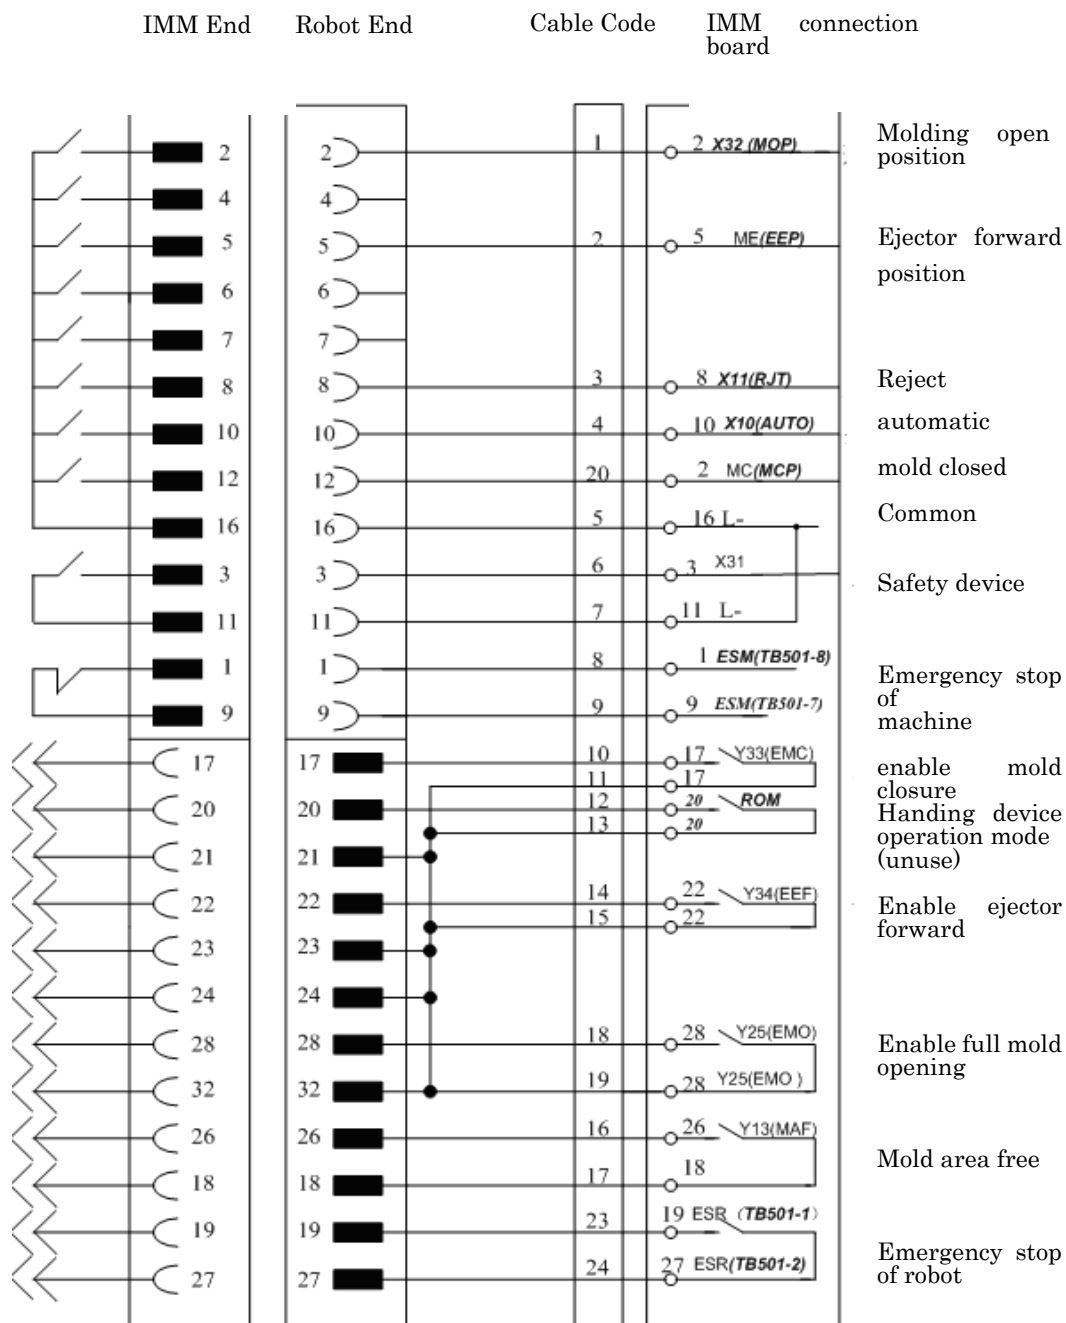 IMM End Robot End Cable Code IMM connection
board
2 2 1 2 X32 (MOP) Molding open
position
4 4
5 5 2 5 ME(EEP) Ejector forward
position
6 6
7 7
8 8 3 8 X11(RJT) Reject
10 10 4 10 X10(AUTO) automatic
12 12 20 2 MC(MCP) mold closed
16 16 5 16 L- Common
3 3 6 3 X31 Safety device
11 11 7 11 L-
1 1 8 1 ESM(TB501-8) Emergency stop
of
9 9 9 9 ESM(TB501-7) machine
17 17 10 17 Y33(EMC) enable mold
11 17 closure
20 20 12 20 ROM Handing device
13 20 operation mode
21 21 (unuse)
22 22 14 22 Y34(EEF) Enable ejector
15 22 forward
23 23
24 24
28 28 18 28 Y25(EMO) Enable full mold
opening
32 32 19 28 Y25(EMO )
26 26 16 26 Y13(MAF)
Mold area free
18 18 17 18
19 19 23 19 ESR (TB501-1)
Emergency stop
27 27 24 27 ESR(TB501-2) of robot